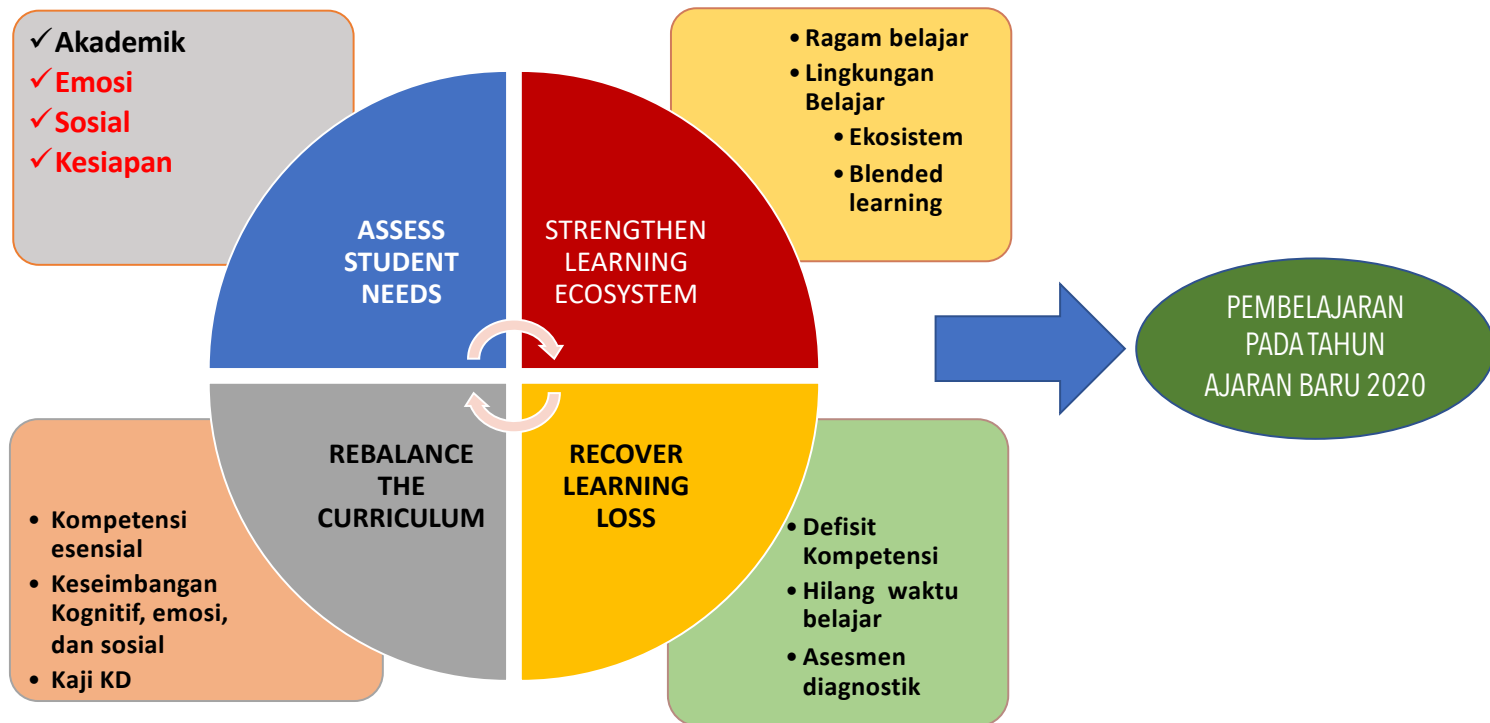 ✓ Akademik
✓ Emosi
✓ Sosial
✓ Kesiapan
• Ragam belajar
• Lingkungan
Belajar
• Ekosistem
• Blended
learning
ASSESS
STUDENT
NEEDS
STRENGTHEN
LEARNING
ECOSYSTEM
REBALANCE
THE
CURRICULUM
RECOVER
LEARNING
LOSS
• Kompetensi
esensial
• Keseimbangan
Kognitif, emosi,
dan sosial
• Kaji KD
• Defisit
Kompetensi
• Hilang waktu
belajar
• Asesmen
diagnostik
PEMBELAJARAN
PADA TAHUN
AJARAN BARU 2020